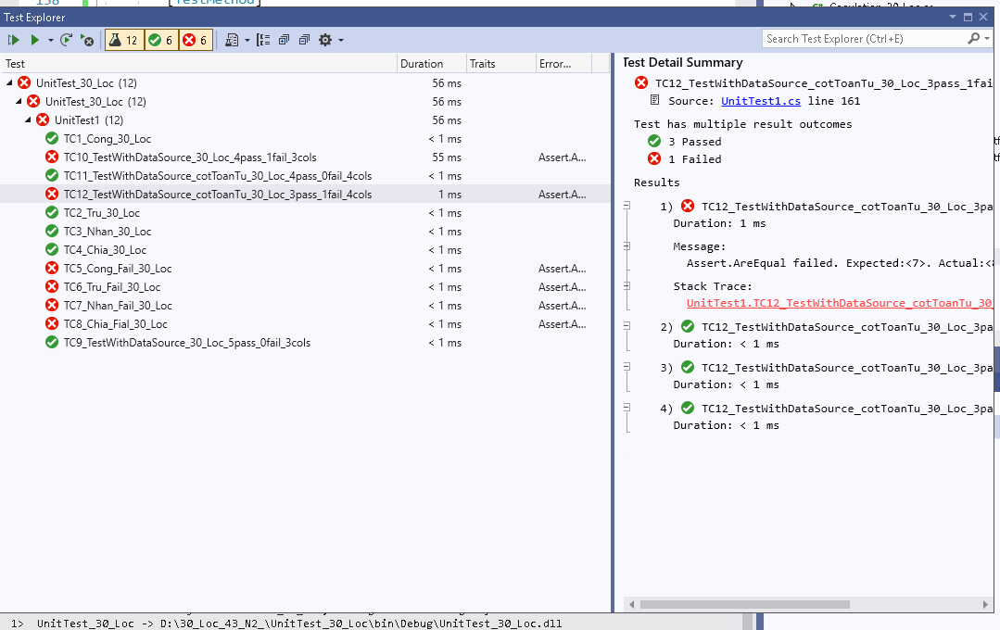 158
[TestMethod]
Test Explorer
12
6
6
Search Test Explorer (Ctrl+E)
Test Duration Traits Error...
UnitTest_30_Loc (12) 56 ms
UnitTest_30_Loc (12) 56 ms
UnitTest1 (12) 56 ms
TC1_Cong_30_Loc < 1 ms
TC10_TestWithDataSource_30_Loc_4pass_1fail_3cols 55 ms Assert.A...
TC11_TestWithDataSource_cotToanTu_30_Loc_4pass_0fail_4cols < 1 ms
TC12_TestWithDataSource_cotToanTu_30_Loc_3pass_1fail_4cols 1 ms Assert.A...
TC2_Tru_30_Loc < 1 ms
TC3_Nhan_30_Loc < 1 ms
TC4_Chia_30_Loc < 1 ms
TC5_Cong_Fail_30_Loc < 1 ms Assert.A...
TC6_Tru_Fail_30_Loc < 1 ms Assert.A...
TC7_Nhan_Fail_30_Loc < 1 ms Assert.A...
TC8_Chia_Fial_30_Loc < 1 ms Assert.A...
TC9_TestWithDataSource_30_Loc_5pass_0fail_3cols < 1 ms
Test Detail Summary
TC12_TestWithDataSource_cotToanTu_30_Loc_3pass_1fai
Source: UnitTest1.cs line 161
Test has multiple result outcomes
3 Passed
1 Failed
Results
1) TC12_TestWithDataSource_cotToanTu_30_Loc_3pa
Duration: 1 ms
Message:
Assert.AreEqual failed. Expected:<7>. Actual:<
Stack Trace:
UnitTest1.TC12_TestWithDataSource_cotToanTu_30
2) TC12_TestWithDataSource_cotToanTu_30_Loc_3pa
Duration: < 1 ms
3) TC12_TestWithDataSource_cotToanTu_30_Loc_3pa
Duration: < 1 ms
4) TC12_TestWithDataSource_cotToanTu_30_Loc_3pa
Duration: < 1 ms
1> UnitTest_30_Loc -> D:\30_Loc_43_N2_\UnitTest_30_Loc\bin\Debug\UnitTest_30_Loc.dll